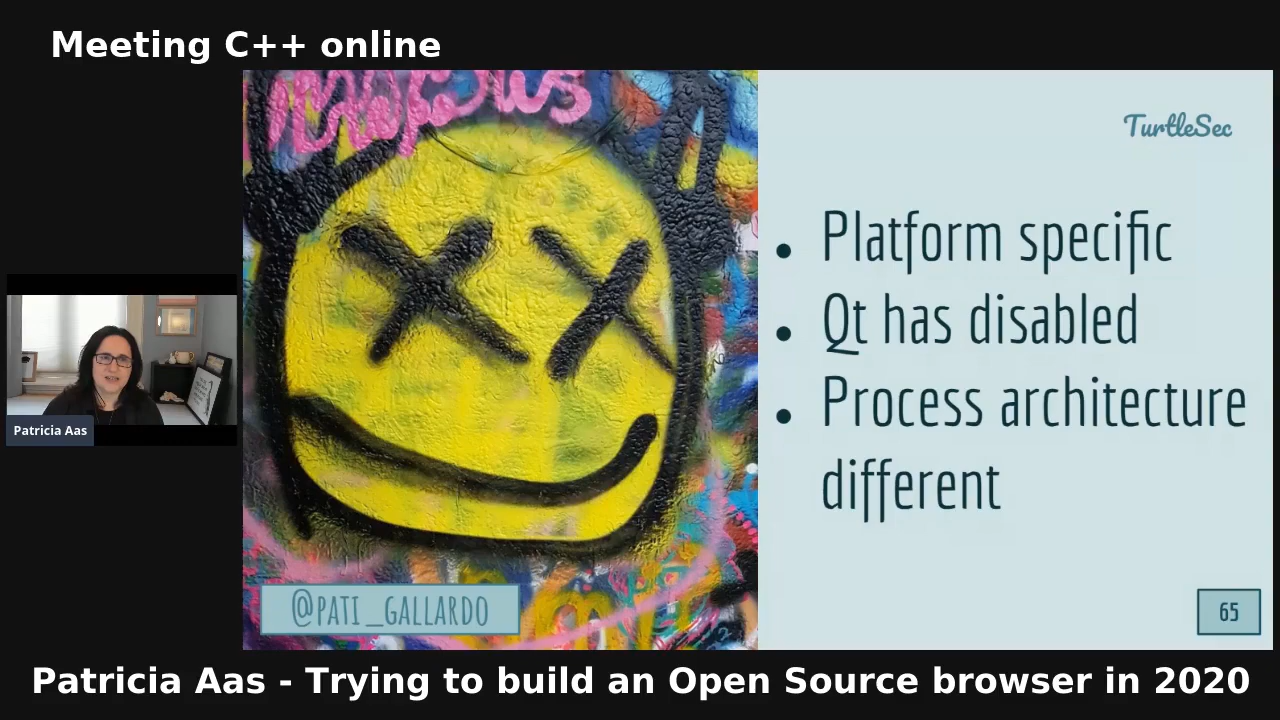 Meeting C++ online
TurtleSec
• Platform specific
• Qt has disabled
• Process architecture
different
@PATI_GALLARDO
65
Patricia Aas
Patricia Aas - Trying to build an Open Source browser in 2020